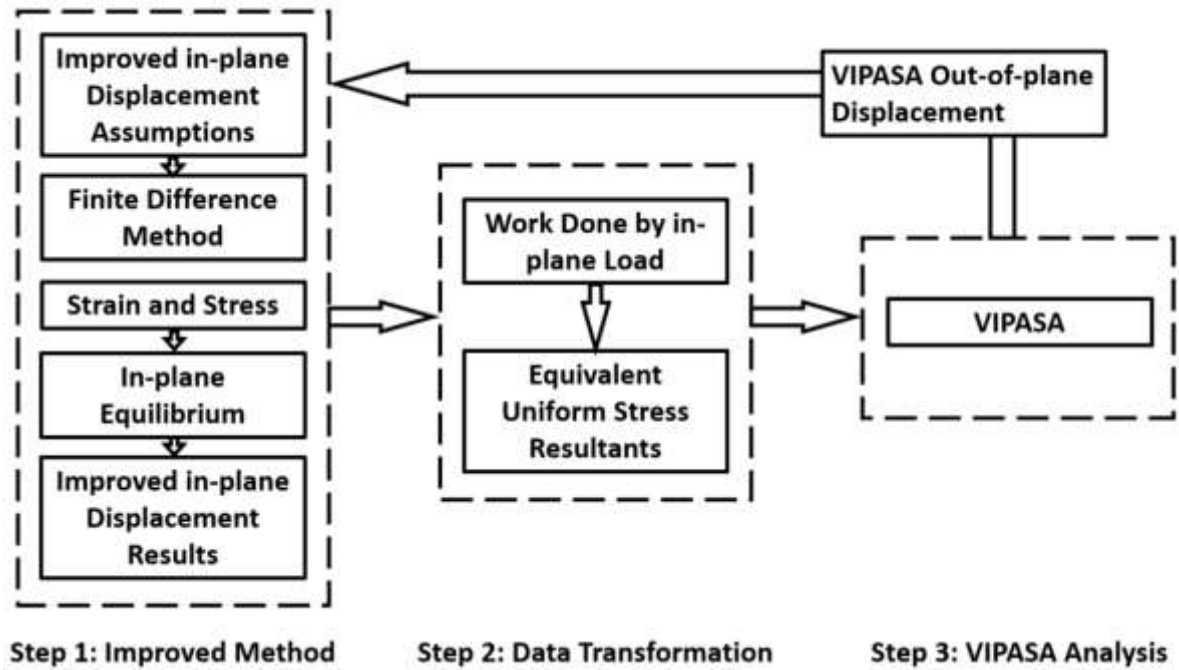 Improved in-plane
Displacement
Assumptions
Finite Difference
Method
Strain and Stress
In-plane
Equilibrium
Improved in-plane
Displacement
Results
Step 1: Improved Method
Work Done by in-
plane Load
Equivalent
Uniform Stress
Resultants
Step 2: Data Transformation
VIPASA Out-of-plane
Displacement
VIPASA
Step 3: VIPASA Analysis